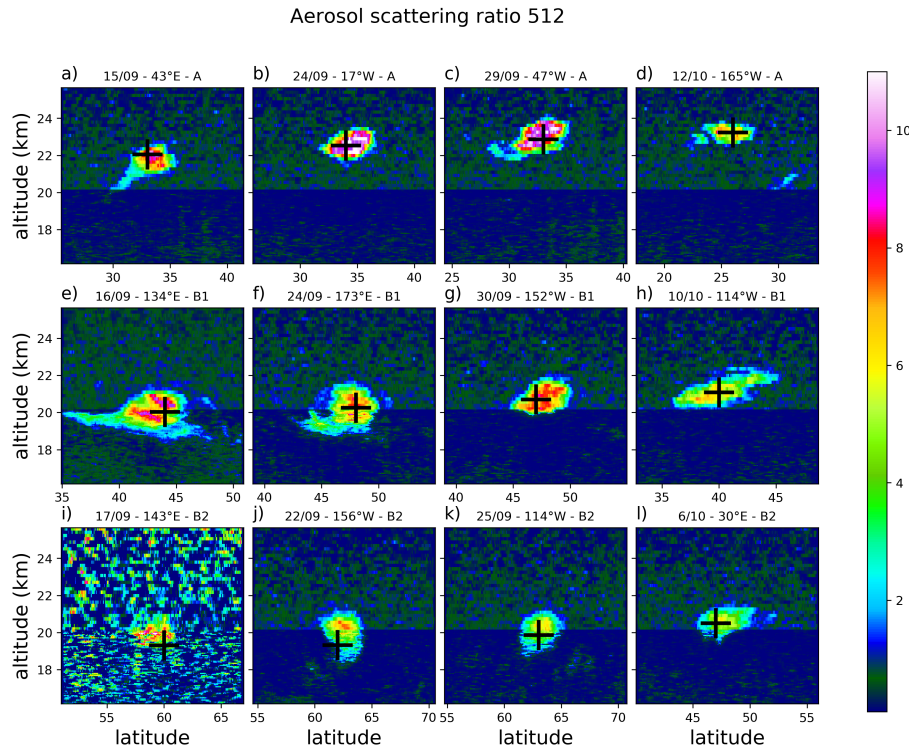 Aerosol scattering ratio 512
a) 15/09 - 43°E - A
b) 24/09 - 17°W - A
c) 29/09 - 47°W - A
d) 12/10 - 165°W - A
altitude (km)
24
22
20
18
30 35 40
30 35 40
25 30 35 40
20 25 30
e) 16/09 - 134°E - B1
f) 24/09 - 173°E - B1
g) 30/09 - 152°W - B1
h) 10/10 - 114°W - B1
altitude (km)
24
22
20
18
35 40 45 50
40 45 50
40 45 50
35 40 45
i) 17/09 - 143°E - B2
j) 22/09 - 156°W - B2
k) 25/09 - 114°W - B2
l) 6/10 - 30°E - B2
altitude (km)
24
22
20
18
55 60 65
55 60 65 70
55 60 65 70
45 50 55
latitude latitude latitude latitude
10
8
6
4
2